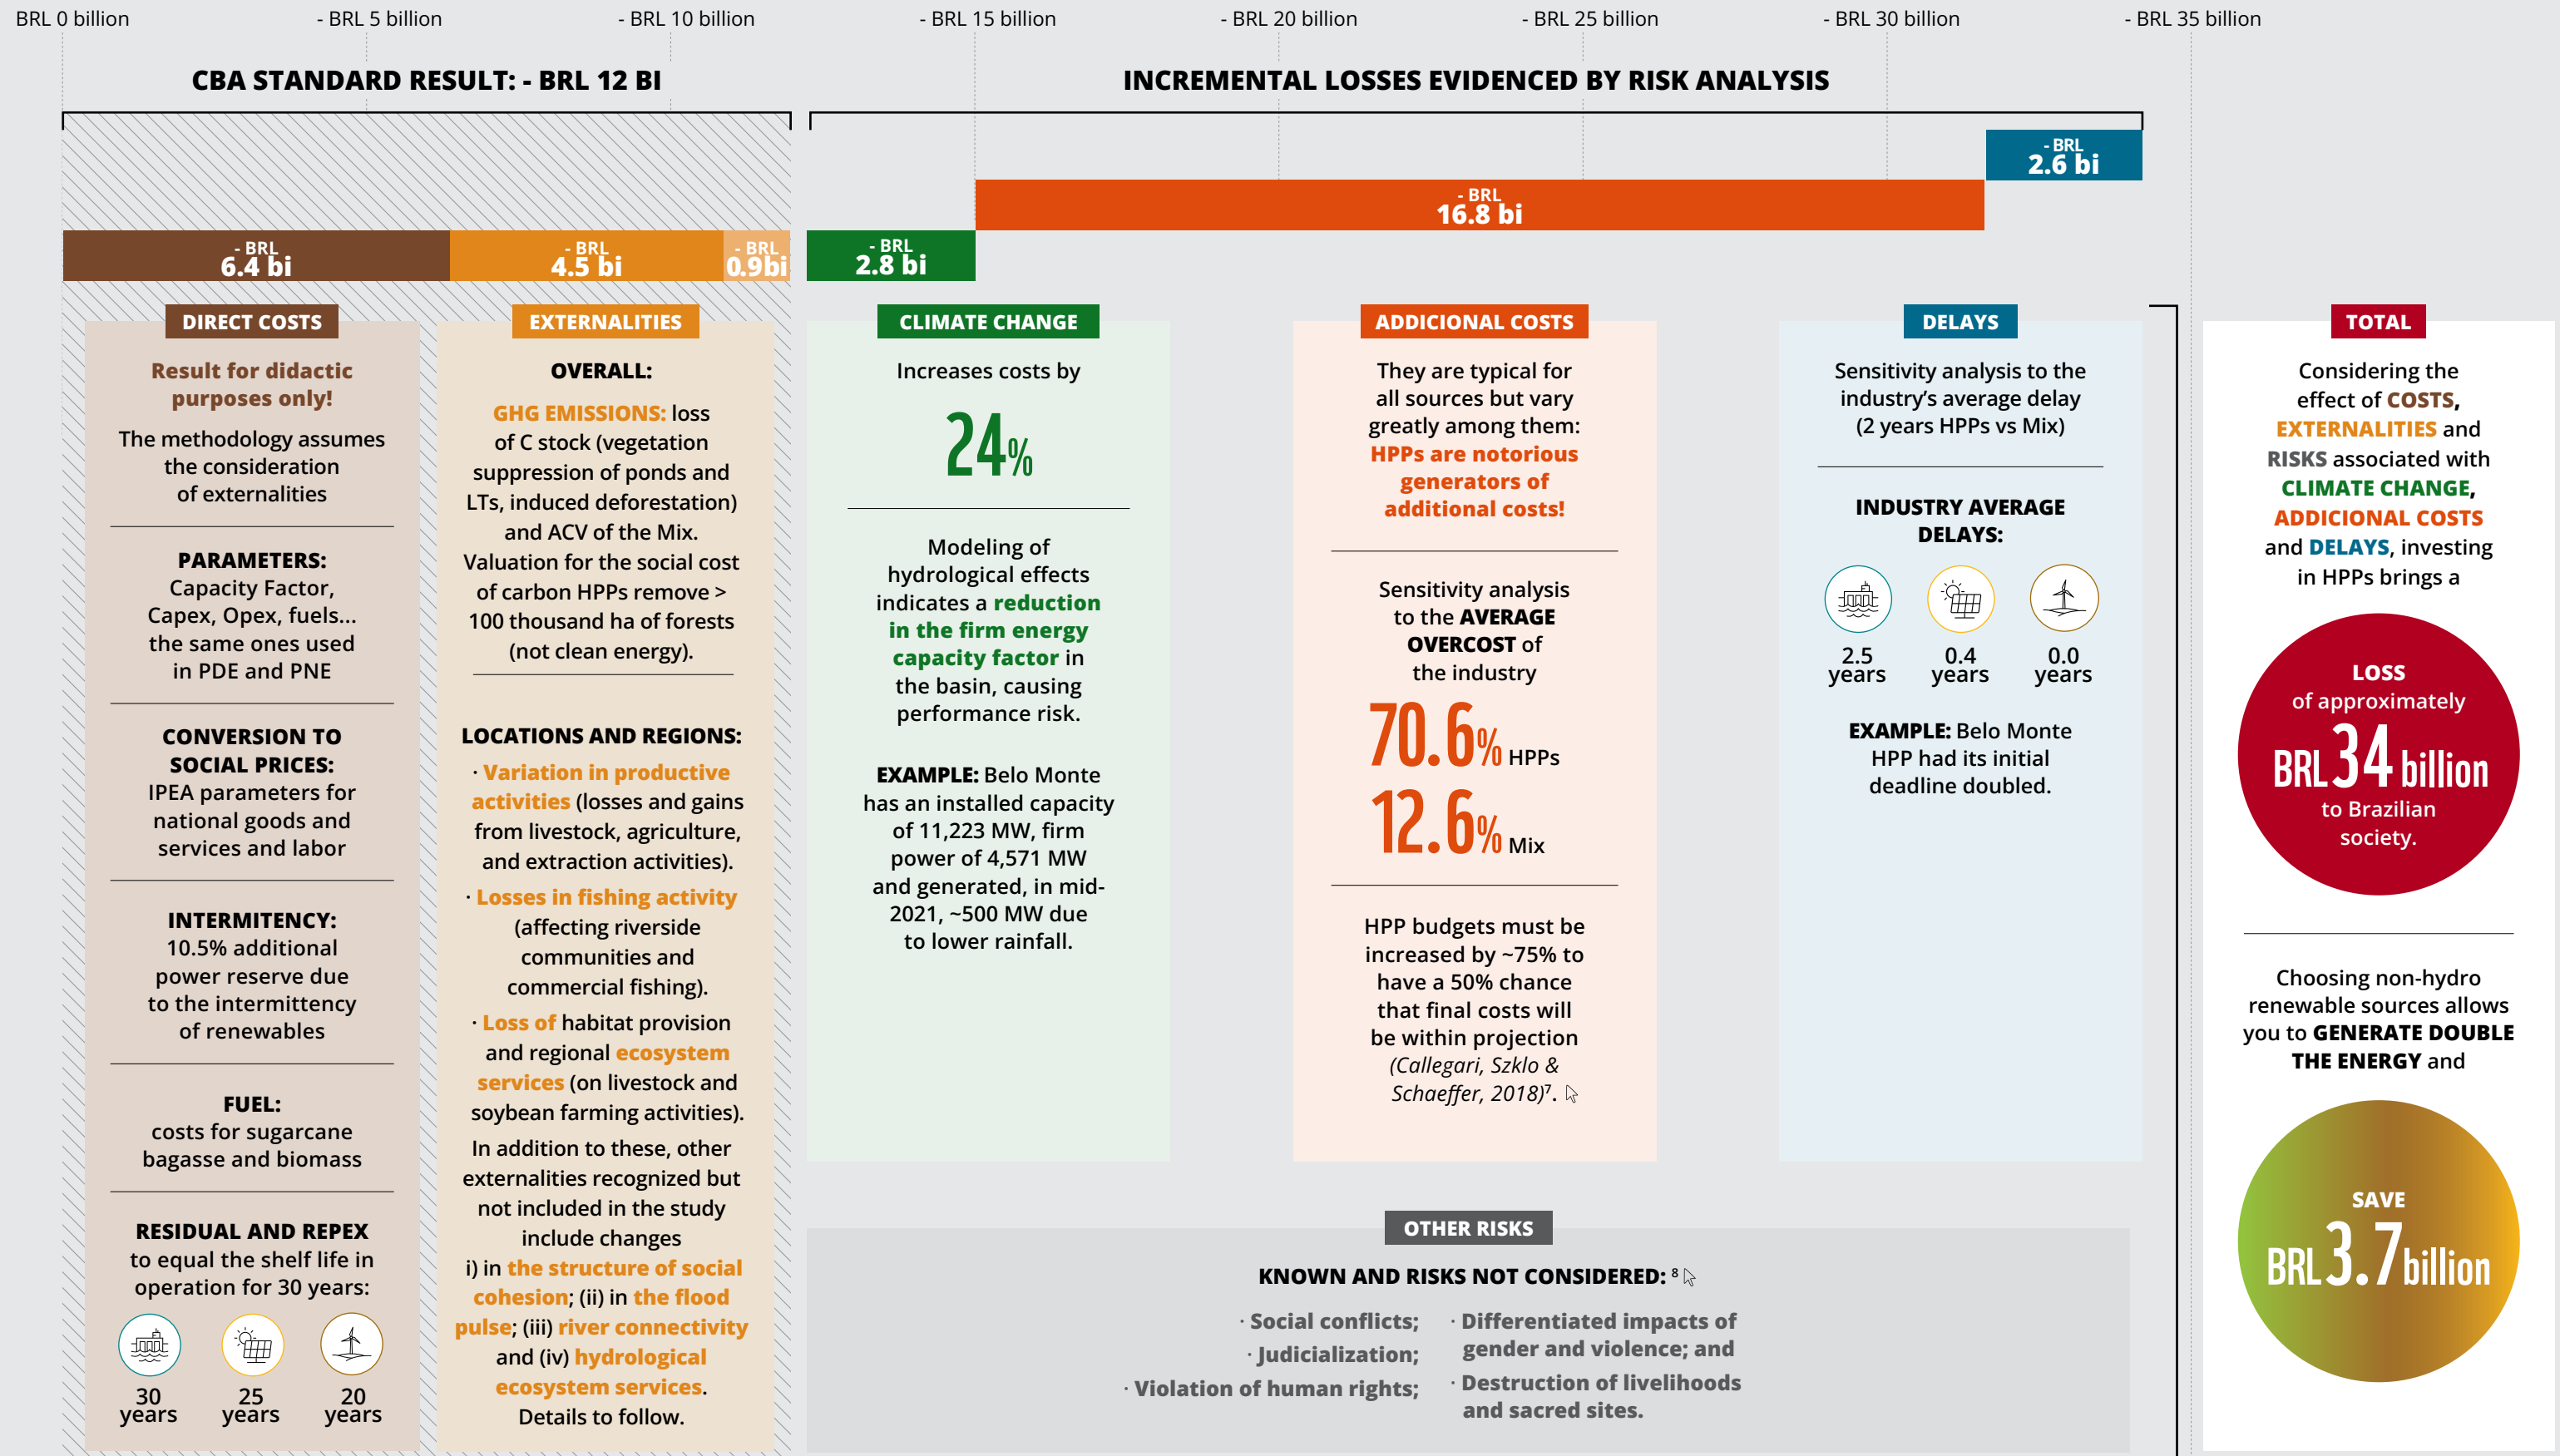 BRL 0 billion
- BRL 5 billion
- BRL 10 billion
- BRL 15 billion
- BRL 20 billion
- BRL 25 billion
- BRL 30 billion
- BRL 35 billion
CBA STANDARD RESULT: - BRL 12 BI
INCREMENTAL LOSSES EVIDENCED BY RISK ANALYSIS
- BRL
2.6 bi
- BRL
16.8 bi
- BRL
6.4 bi
- BRL
4.5 bi
- BRL
0.9bi
- BRL
2.8 bi
DIRECT COSTS
Result for didactic
purposes only!
The methodology assumes
the consideration
of externalities
PARAMETERS:
Capacity Factor,
Capex, Opex, fuels...
the same ones used
in PDE and PNE
CONVERSION TO
SOCIAL PRICES:
IPEA parameters for
national goods and
services and labor
INTERMITENCY:
10.5% additional
power reserve due
to the intermittency
of renewables
FUEL:
costs for sugarcane
bagasse and biomass
RESIDUAL AND REPEX
to equal the shelf life in
operation for 30 years:
30
years
25
years
20
years
EXTERNALITIES
OVERALL:
GHG EMISSIONS: loss
of C stock (vegetation
suppression of ponds and
LTs, induced deforestation)
and ACV of the Mix.
Valuation for the social cost
of carbon HPPs remove >
100 thousand ha of forests
(not clean energy).
LOCATIONS AND REGIONS:
· Variation in productive
activities (losses and gains
from livestock, agriculture,
and extraction activities).
· Losses in fishing activity
(affecting riverside
communities and
commercial fishing).
· Loss of habitat provision
and regional ecosystem
services (on livestock and
soybean farming activities).
In addition to these, other
externalities recognized but
not included in the study
include changes
i) in the structure of social
cohesion; (ii) in the flood
pulse; (iii) river connectivity
and (iv) hydrological
ecosystem services.
Details to follow.
CLIMATE CHANGE
Increases costs by
24%
Modeling of
hydrological effects
indicates a reduction
in the firm energy
capacity factor in
the basin, causing
performance risk.
EXAMPLE: Belo Monte
has an installed capacity
of 11,223 MW, firm
power of 4,571 MW
and generated, in mid-
2021, ~500 MW due
to lower rainfall.
ADDICIONAL COSTS
They are typical for
all sources but vary
greatly among them:
HPPs are notorious
generators of
additional costs!
Sensitivity analysis
to the AVERAGE
OVERCOST of
the industry
70.6% HPPs
12.6% Mix
HPP budgets must be
increased by ~75% to
have a 50% chance
that final costs will
be within projection
(Callegari, Szklo &
Schaeffer, 2018)⁷.
DELAYS
Sensitivity analysis to the
industry's average delay
(2 years HPPs vs Mix)
INDUSTRY AVERAGE
DELAYS:
2.5
years
0.4
years
0.0
years
EXAMPLE: Belo Monte
HPP had its initial
deadline doubled.
OTHER RISKS
KNOWN AND RISKS NOT CONSIDERED: ⁸
· Social conflicts;
· Judicialization;
· Violation of human rights;
· Differentiated impacts of
gender and violence; and
· Destruction of livelihoods
and sacred sites.
TOTAL
Considering the
effect of COSTS,
EXTERNALITIES and
RISKS associated with
CLIMATE CHANGE,
ADDICIONAL COSTS
and DELAYS, investing
in HPPs brings a
LOSS
of approximately
BRL 34 billion
to Brazilian
society.
Choosing non-hydro
renewable sources allows
you to GENERATE DOUBLE
THE ENERGY and
SAVE
BRL 3.7 billion